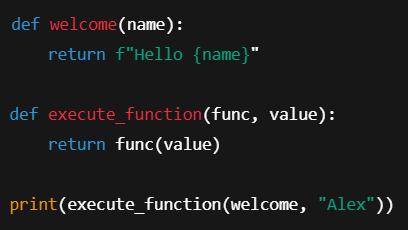 def welcome(name):
    return f"Hello {name}"
def execute_function(func, value):
    return func(value)
print(execute_function(welcome, "Alex"))